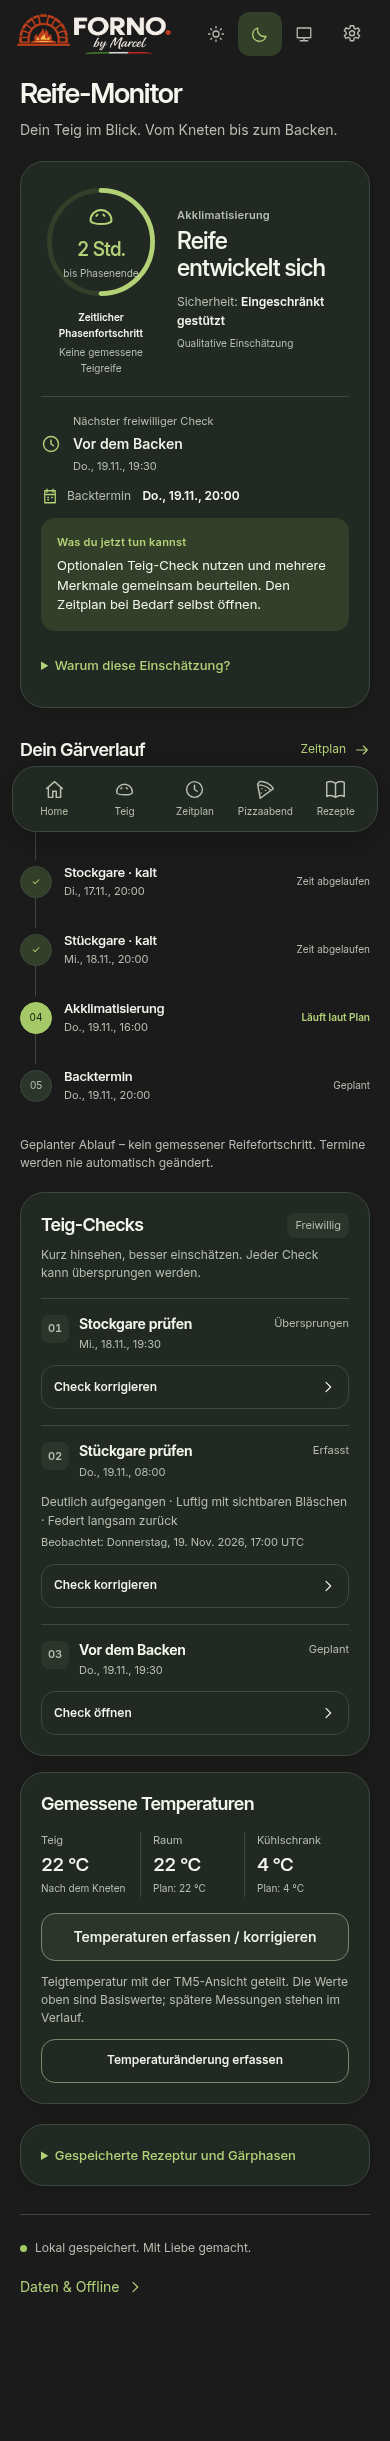 FORNO.
by Marcel
Reife-Monitor
Dein Teig im Blick. Vom Kneten bis zum Backen.
2 Std.
bis Phasenende
Zeitlicher
Phasenfortschritt
Keine gemessene
Teigreife
Akklimatisierung
Reife
entwickelt sich
Sicherheit: Eingeschränkt
gestützt
Qualitative Einschätzung
Nächster freiwilliger Check
Vor dem Backen
Do., 19.11., 19:30
Backtermin Do., 19.11., 20:00
Was du jetzt tun kannst
Optionalen Teig-Check nutzen und mehrere
Merkmale gemeinsam beurteilen. Den
Zeitplan bei Bedarf selbst öffnen.
Warum diese Einschätzung?
Dein Gärverlauf
Zeitplan
Home
Teig
Zeitplan
Pizzaabend
Rezepte
Stockgare · kalt
Di., 17.11., 20:00
Zeit abgelaufen
Stückgare · kalt
Mi., 18.11., 20:00
Zeit abgelaufen
04
Akklimatisierung
Do., 19.11., 16:00
Läuft laut Plan
05
Backtermin
Do., 19.11., 20:00
Geplant
Geplanter Ablauf – kein gemessener Reifefortschritt. Termine
werden nie automatisch geändert.
Teig-Checks
Freiwillig
Kurz hinsehen, besser einschätzen. Jeder Check
kann übersprungen werden.
01
Stockgare prüfen
Mi., 18.11., 19:30
Übersprungen
Check korrigieren
02
Stückgare prüfen
Do., 19.11., 08:00
Erfasst
Deutlich aufgegangen · Luftig mit sichtbaren Bläschen
· Federt langsam zurück
Beobachtet: Donnerstag, 19. Nov. 2026, 17:00 UTC
Check korrigieren
03
Vor dem Backen
Do., 19.11., 19:30
Geplant
Check öffnen
Gemessene Temperaturen
Teig
22 °C
Nach dem Kneten
Raum
22 °C
Plan: 22 °C
Kühlschrank
4 °C
Plan: 4 °C
Temperaturen erfassen / korrigieren
Teigtemperatur mit der TM5-Ansicht geteilt. Die Werte
oben sind Basiswerte; spätere Messungen stehen im
Verlauf.
Temperaturänderung erfassen
Gespeicherte Rezeptur und Gärphasen
Lokal gespeichert. Mit Liebe gemacht.
Daten & Offline